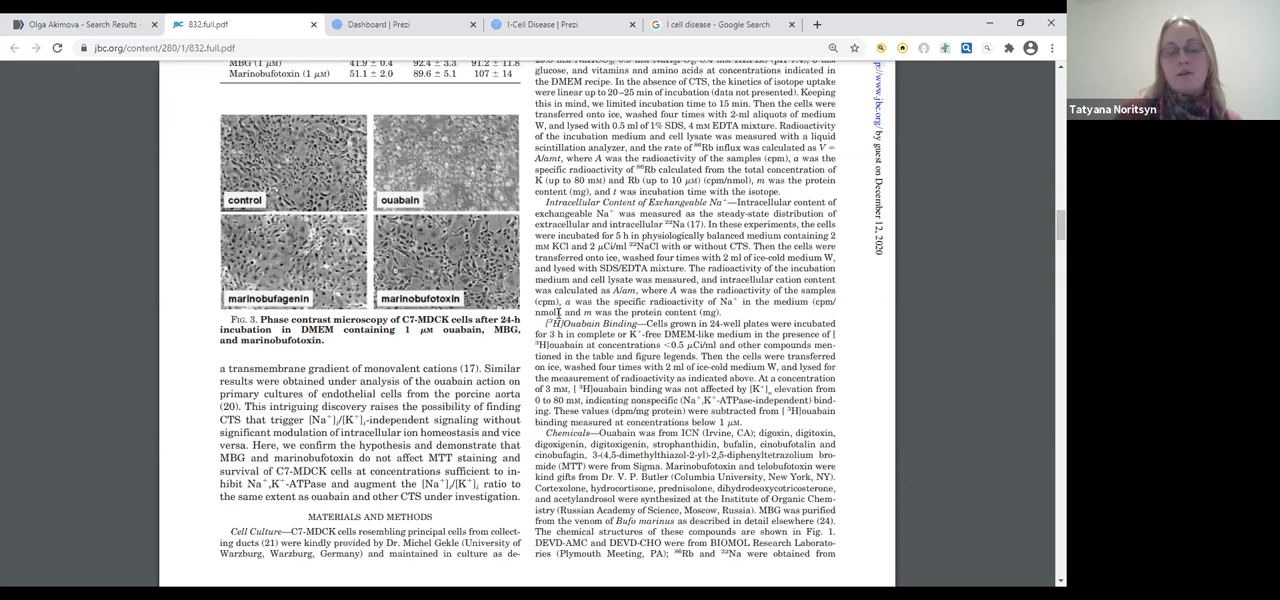 Olga Akimova - Search Results -
832.full.pdf
Dashboard | Prezi
I-Cell Disease | Prezi
I cell disease - Google Search
jbc.org/content/280/1/832.full.pdf
Tatyana Noritsyn
MBG (1 μM) 41.9 ± 0.4 92.4 ± 3.3 91.2 ± 11.8
Marinobufotoxin (1 μM) 51.1 ± 2.0 89.6 ± 5.1 107 ± 14
control
ouabain
marinobufagenin
marinobufotoxin
FIG. 3. Phase contrast microscopy of C7-MDCK cells after 24-h
incubation in DMEM containing 1 μM ouabain, MBG,
and marinobufotoxin.
a transmembrane gradient of monovalent cations (17). Similar
results were obtained under analysis of the ouabain action on
primary cultures of endothelial cells from the porcine aorta
(20). This intriguing discovery raises the possibility of finding
CTS that trigger [Na⁺]ᵢ/[K⁺]ᵢ-independent signaling without
significant modulation of intracellular ion homeostasis and vice
versa. Here, we confirm the hypothesis and demonstrate that
MBG and marinobufotoxin do not affect MTT staining and
survival of C7-MDCK cells at concentrations sufficient to in-
hibit Na⁺,K⁺-ATPase and augment the [Na⁺]ᵢ/[K⁺]ᵢ ratio to
the same extent as ouabain and other CTS under investigation.
MATERIALS AND METHODS
Cell Culture—C7-MDCK cells resembling principal cells from collect-
ing ducts (21) were kindly provided by Dr. Michel Gekle (University of
Warzburg, Warzburg, Germany) and maintained in culture as de-
glucose, and vitamins and amino acids at concentrations indicated in
the DMEM recipe. In the absence of CTS, the kinetics of isotope uptake
were linear up to 20–25 min of incubation (data not presented). Keeping
this in mind, we limited incubation time to 15 min. Then the cells were
transferred onto ice, washed four times with 2-ml aliquots of medium
W, and lysed with 0.5 ml of 1% SDS, 4 mM EDTA mixture. Radioactivity
of the incubation medium and cell lysate was measured with a liquid
scintillation analyzer, and the rate of ⁸⁶Rb influx was calculated as V =
A/amt, where A was the radioactivity of the samples (cpm), a was the
specific radioactivity of ⁸⁶Rb calculated from the total concentration of
K (up to 80 mM) and Rb (up to 10 μM) (cpm/nmol), m was the protein
content (mg), and t was incubation time with the isotope.
Intracellular Content of Exchangeable Na⁺—Intracellular content of
exchangeable Na⁺ was measured as the steady-state distribution of
extracellular and intracellular ²²Na (17). In these experiments, the cells
were incubated for 5 h in physiologically balanced medium containing 2
mM KCl and 2 μCi/ml ²²NaCl with or without CTS. Then the cells were
transferred onto ice, washed four times with 2 ml of ice-cold medium W,
and lysed with SDS/EDTA mixture. The radioactivity of the incubation
medium and cell lysate was measured, and intracellular cation content
was calculated as A/am, where A was the radioactivity of the samples
(cpm), a was the specific radioactivity of Na⁺ in the medium (cpm/
nmol), and m was the protein content (mg).
[³H]Ouabain Binding—Cells grown in 24-well plates were incubated
for 3 h in complete or K⁺-free DMEM-like medium in the presence of [
³H]ouabain at concentrations <0.5 μCi/ml and other compounds men-
tioned in the table and figure legends. Then the cells were transferred
on ice, washed four times with 2 ml of ice-cold medium W, and lysed for
the measurement of radioactivity as indicated above. At a concentration
of 3 mM, [ ³H]ouabain binding was not affected by [K⁺]ₒ elevation from
0 to 80 mM, indicating nonspecific (Na⁺,K⁺-ATPase-independent) bind-
ing. These values (dpm/mg protein) were subtracted from [ ³H]ouabain
binding measured at concentrations below 1 μM.
Chemicals—Ouabain was from ICN (Irvine, CA); digoxin, digitoxin,
digoxigenin, digitoxigenin, strophanthidin, bufalin, cinobufotalin and
cinobufagin, 3-(4,5-dimethylthiazol-2-yl)-2,5-diphenyltetrazolium bro-
mide (MTT) were from Sigma. Marinobufotoxin and telobufotoxin were
kind gifts from Dr. V. P. Butler (Columbia University, New York, NY).
Cortexolone, hydrocortisone, prednisolone, dihydrodeoxycotricosterone,
and acetylandrosol were synthesized at the Institute of Organic Chem-
istry (Russian Academy of Science, Moscow, Russia). MBG was purified
from the venom of Bufo marinus as described in detail elsewhere (24).
The chemical structures of these compounds are shown in Fig. 1.
DEVD-AMC and DEVD-CHO were from BIOMOL Research Laborato-
ries (Plymouth Meeting, PA); ⁸⁶Rb and ²²Na were obtained from
http://www.jbc.org/ by guest on December 12, 2020